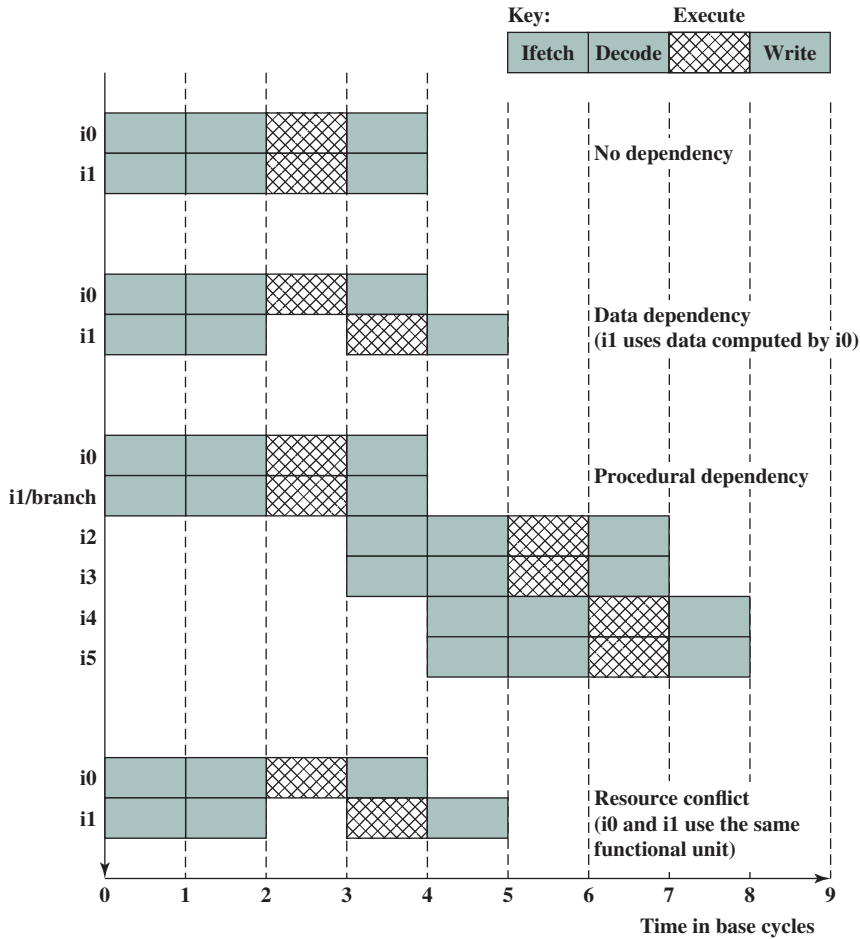 Key:
Execute
Ifetch
Decode
Write
i0
i1
No dependency
i0
i1
Data dependency
(i1 uses data computed by i0)
i0
i1/branch
Procedural dependency
i2
i3
i4
i5
i0
i1
Resource conflict
(i0 and i1 use the same
functional unit)
0 1 2 3 4 5 6 7 8 9
Time in base cycles